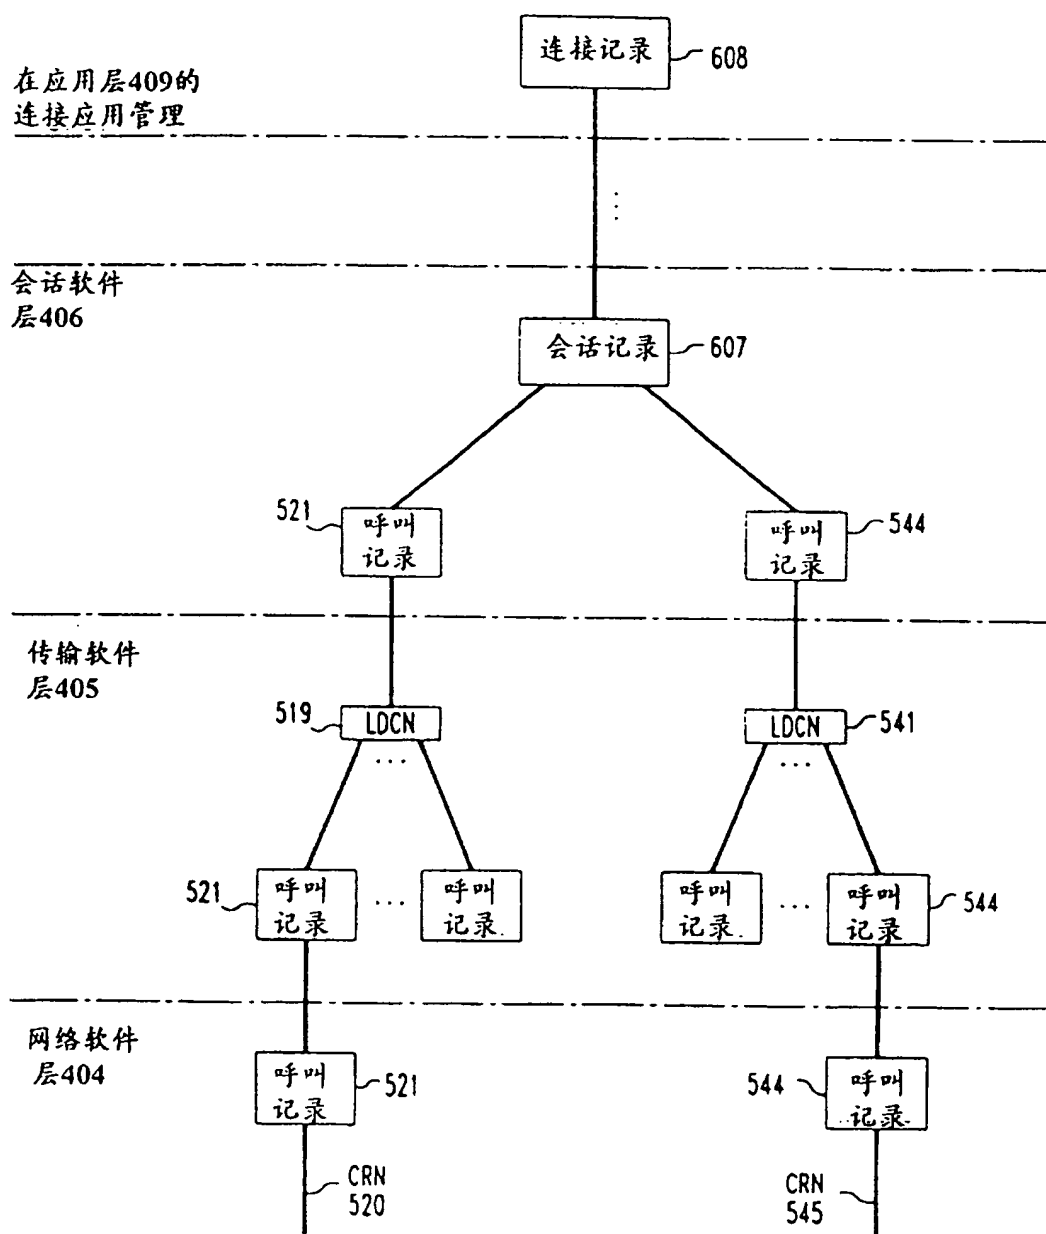 连接记录
608
在应用层409的
连接应用管理
会话软件
层406
会话记录
607
521
呼叫
记录
呼叫
记录
544
传输软件
层405
519
LDCN
LDCN
541
521
呼叫
记录
呼叫
记录
呼叫
记录
呼叫
记录
544
网络软件
层404
呼叫
记录
521
544
呼叫
记录
CRN
520
CRN
545